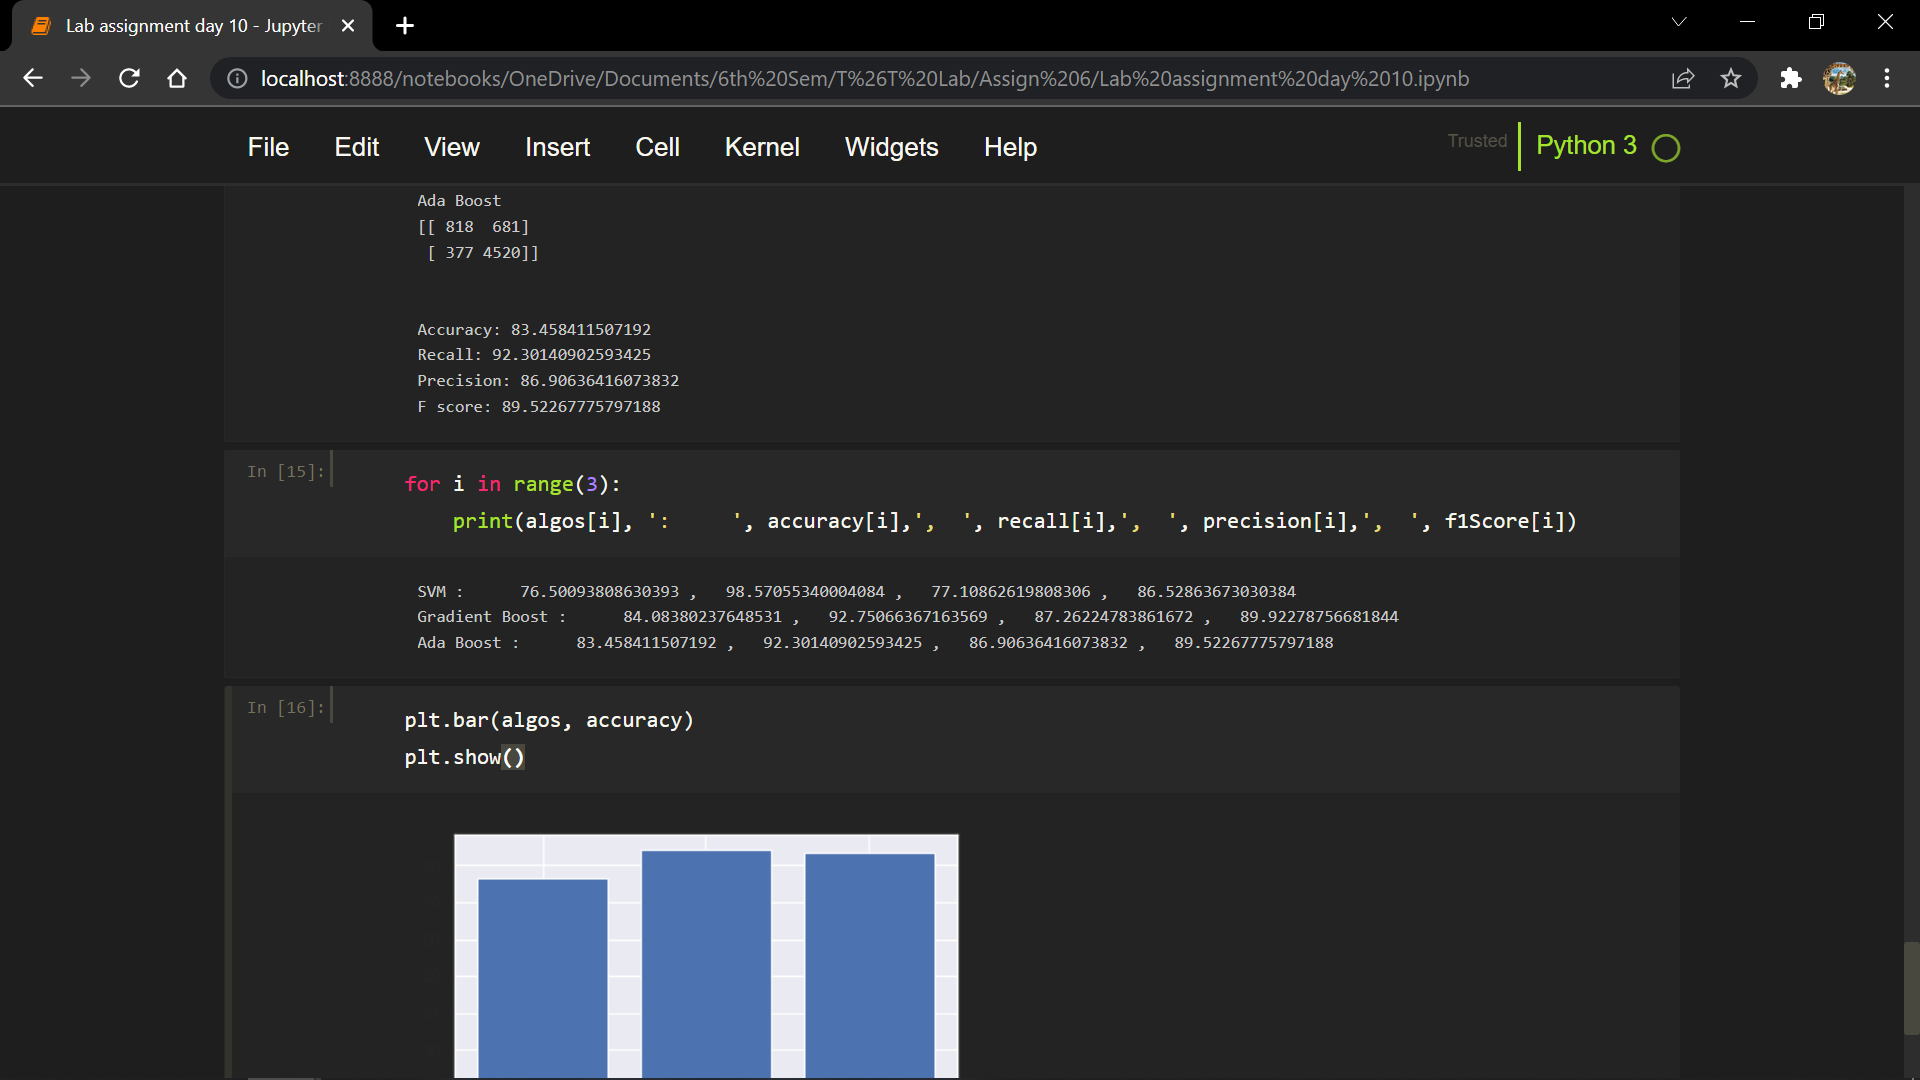 Lab assignment day 10 - Jupyter
localhost:8888/notebooks/OneDrive/Documents/6th%20Sem/T%26T%20Lab/Assign%206/Lab%20assignment%20day%2010.ipynb
File Edit View Insert Cell Kernel Widgets Help Trusted Python 3
Ada Boost
[[ 818  681]
 [ 377 4520]]
Accuracy: 83.458411507192
Recall: 92.30140902593425
Precision: 86.90636416073832
F score: 89.52267775797188
In [15]:
for i in range(3):
    print(algos[i], ':     ', accuracy[i],',  ', recall[i],',  ', precision[i],',  ', f1Score[i])
SVM :      76.50093808630393 ,   98.57055340004084 ,   77.10862619808306 ,   86.52863673030384
Gradient Boost :      84.08380237648531 ,   92.75066367163569 ,   87.26224783861672 ,   89.92278756681844
Ada Boost :      83.458411507192 ,   92.30140902593425 ,   86.90636416073832 ,   89.52267775797188
In [16]:
plt.bar(algos, accuracy)
plt.show()